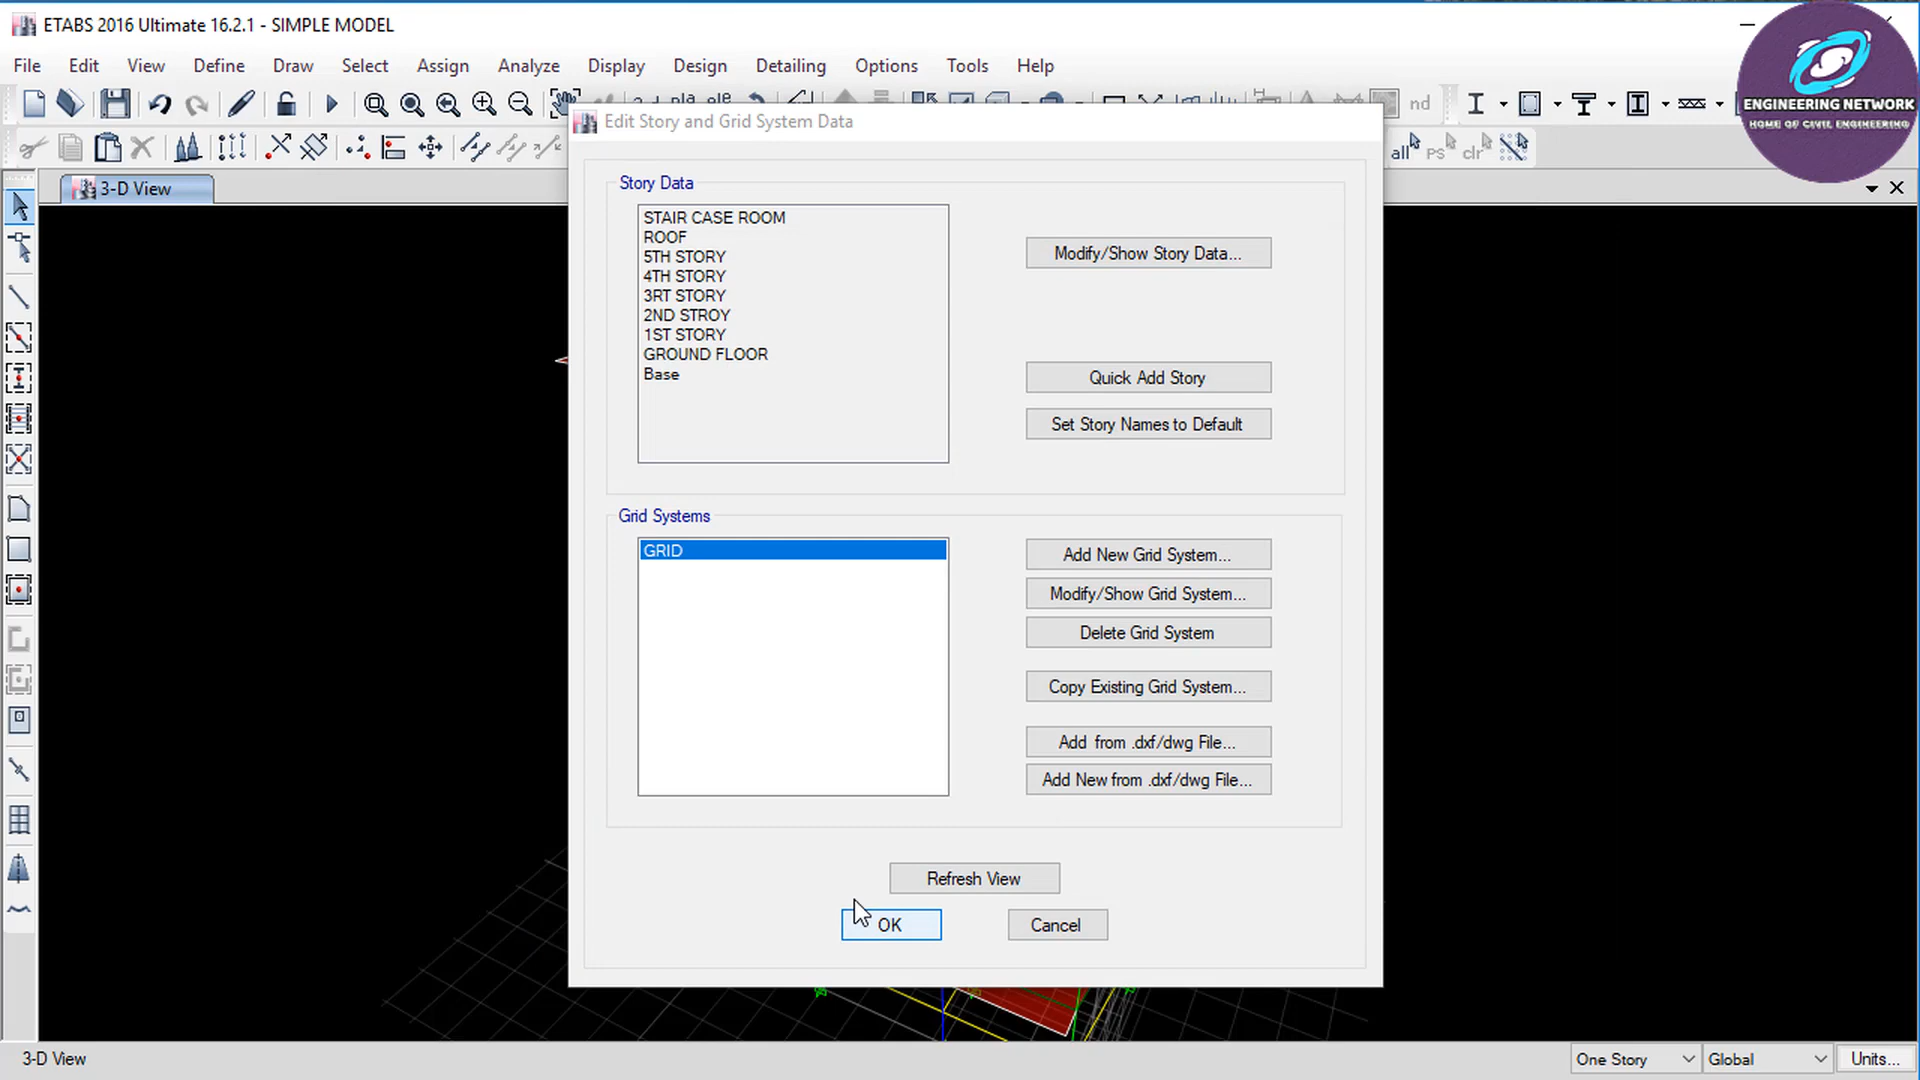 ETABS 2016 Ultimate 16.2.1 - SIMPLE MODEL
File Edit View Define Draw Select Assign Analyze Display Design Detailing Options Tools Help
nd
ENGINEERING NETWORK
HOME OF CIVIL ENGINEERING
all PS clr
3-D View
Edit Story and Grid System Data
Story Data
STAIR CASE ROOM
ROOF
5TH STORY
4TH STORY
3RT STORY
2ND STROY
1ST STORY
GROUND FLOOR
Base
Modify/Show Story Data...
Quick Add Story
Set Story Names to Default
Grid Systems
GRID
Add New Grid System...
Modify/Show Grid System...
Delete Grid System
Copy Existing Grid System...
Add from .dxf/dwg File...
Add New from .dxf/dwg File...
Refresh View
OK Cancel
3-D View
One Story Global Units...